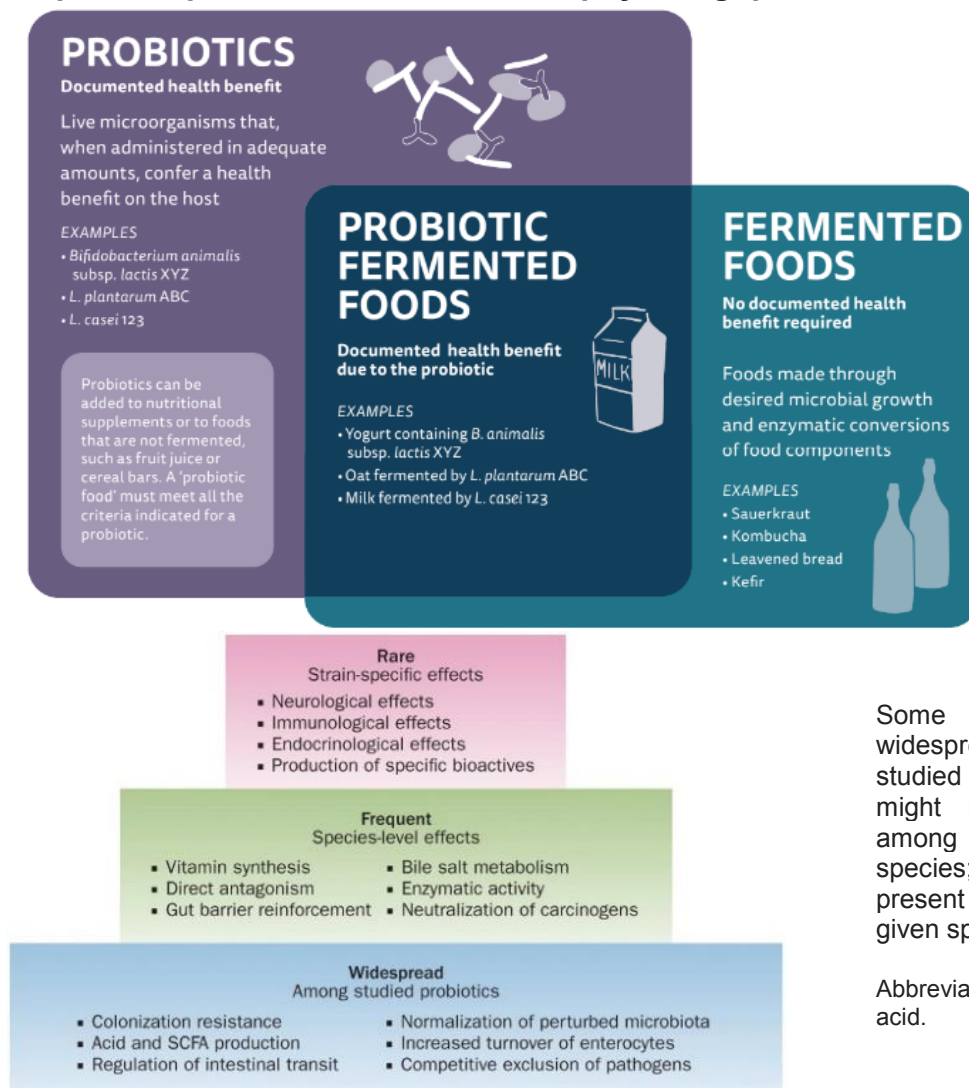 PROBIOTICS
Documented health benefit
Live microorganisms that,
when administered in adequate
amounts, confer a health
benefit on the host
EXAMPLES
• Bifidobacterium animalis
subsp. lactis XYZ
• L. plantarum ABC
• L. casei 123
Probiotics can be
added to nutritional
supplements or to foods
that are not fermented,
such as fruit juice or
cereal bars. A ‘probiotic
food’ must meet all the
criteria indicated for a
probiotic.
PROBIOTIC
FERMENTED
FOODS
Documented health benefit
due to the probiotic
EXAMPLES
• Yogurt containing B. animalis
subsp. lactis XYZ
• Oat fermented by L. plantarum ABC
• Milk fermented by L. casei 123
MILK
FERMENTED
FOODS
No documented health
benefit required
Foods made through
desired microbial growth
and enzymatic conversions
of food components
EXAMPLES
• Sauerkraut
• Kombucha
• Leavened bread
• Kefir
Rare
Strain-specific effects
▪ Neurological effects
▪ Immunological effects
▪ Endocrinological effects
▪ Production of specific bioactives
Frequent
Species-level effects
▪ Vitamin synthesis
▪ Direct antagonism
▪ Gut barrier reinforcement
▪ Bile salt metabolism
▪ Enzymatic activity
▪ Neutralization of carcinogens
Widespread
Among studied probiotics
▪ Colonization resistance
▪ Acid and SCFA production
▪ Regulation of intestinal transit
▪ Normalization of perturbed microbiota
▪ Increased turnover of enterocytes
▪ Competitive exclusion of pathogens
Some
widespre
studied
might
among
species;
present
given sp
Abbrevia
acid.